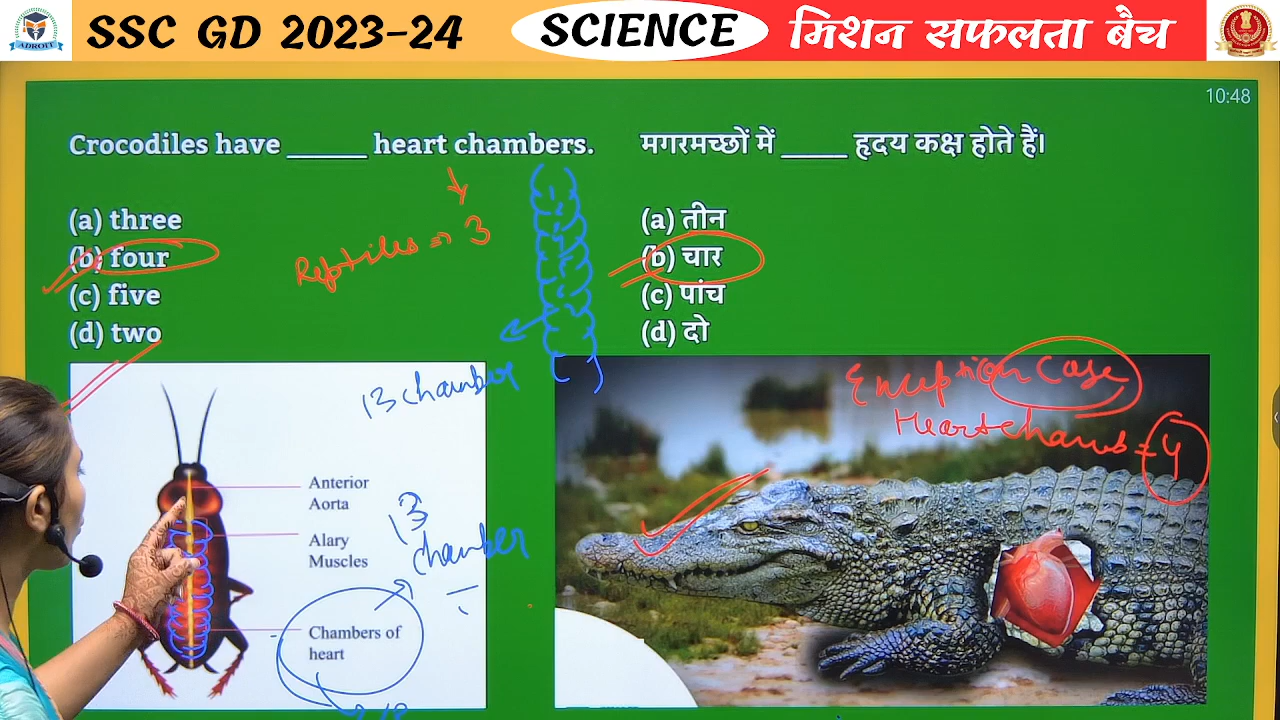 ADROIT
SSC GD 2023-24
SCIENCE
मिशन सफलता बैच
10:48
Crocodiles have _____ heart chambers.
(a) three
(b) four
(c) five
(d) two
मगरमच्छों में ____ हृदय कक्ष होते हैं।
(a) तीन
(b) चार
(c) पांच
(d) दो
Reptiles ⇒ 3
13 chamber
Exception Case
Heart chamb = 4
Anterior
Aorta
Alary
Muscles
Chambers of
heart
13
chamber